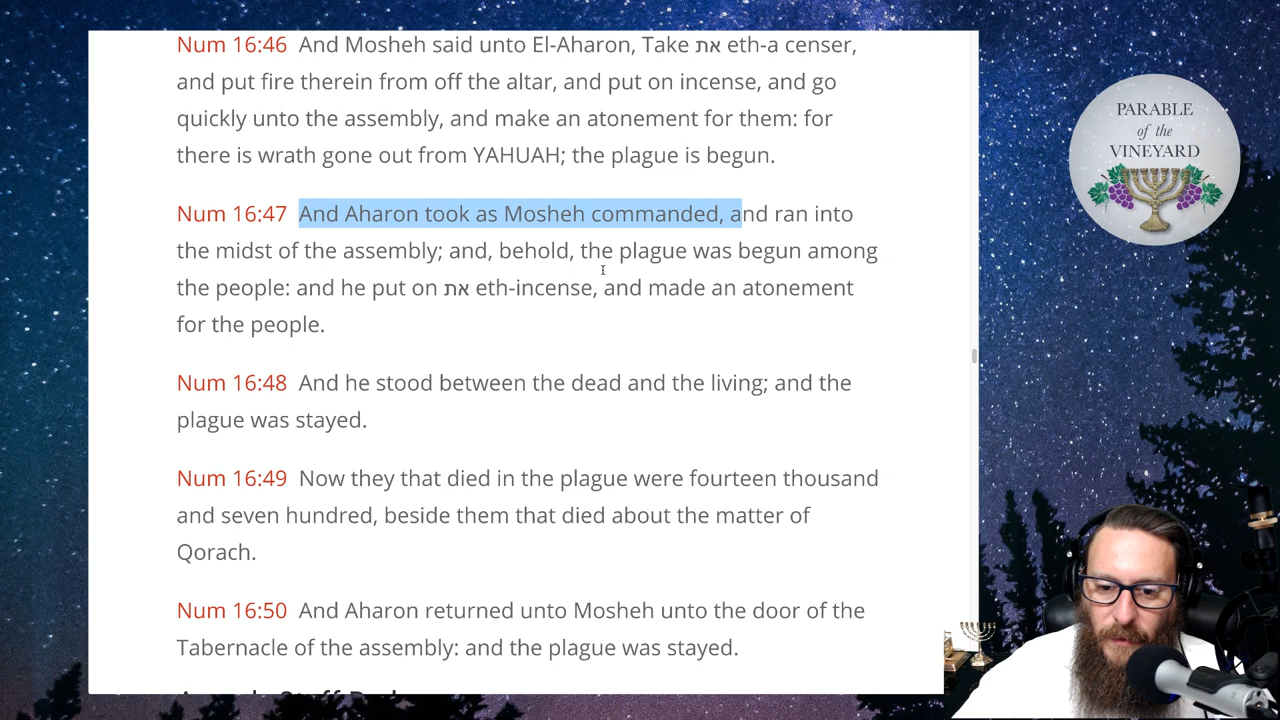 Num 16:46 And Mosheh said unto El-Aharon, Take את eth-a censer,
and put fire therein from off the altar, and put on incense, and go
quickly unto the assembly, and make an atonement for them: for
there is wrath gone out from YAHUAH; the plague is begun.
Num 16:47 And Aharon took as Mosheh commanded, and ran into
the midst of the assembly; and, behold, the plague was begun among
the people: and he put on את eth-incense, and made an atonement
for the people.
Num 16:48 And he stood between the dead and the living; and the
plague was stayed.
Num 16:49 Now they that died in the plague were fourteen thousand
and seven hundred, beside them that died about the matter of
Qorach.
Num 16:50 And Aharon returned unto Mosheh unto the door of the
Tabernacle of the assembly: and the plague was stayed.
PARABLE
of the
VINEYARD